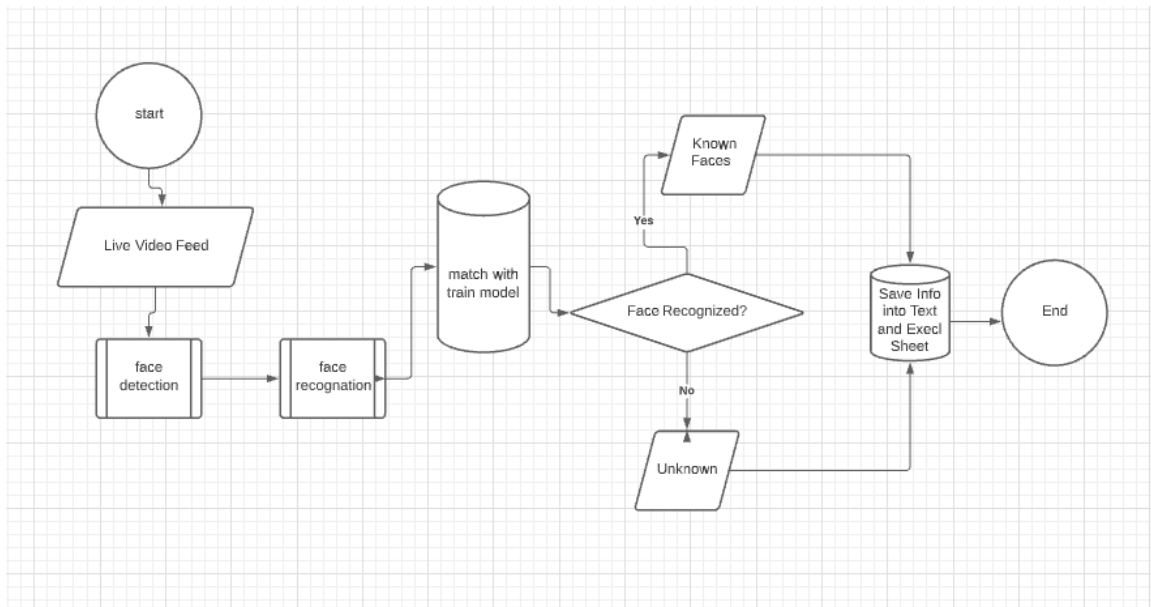 start
Live Video Feed
face
detection
face
recognation
match with
train model
Face Recognized?
Yes
Known
Faces
No
Unknown
Save Info
into Text
and Execl
Sheet
End